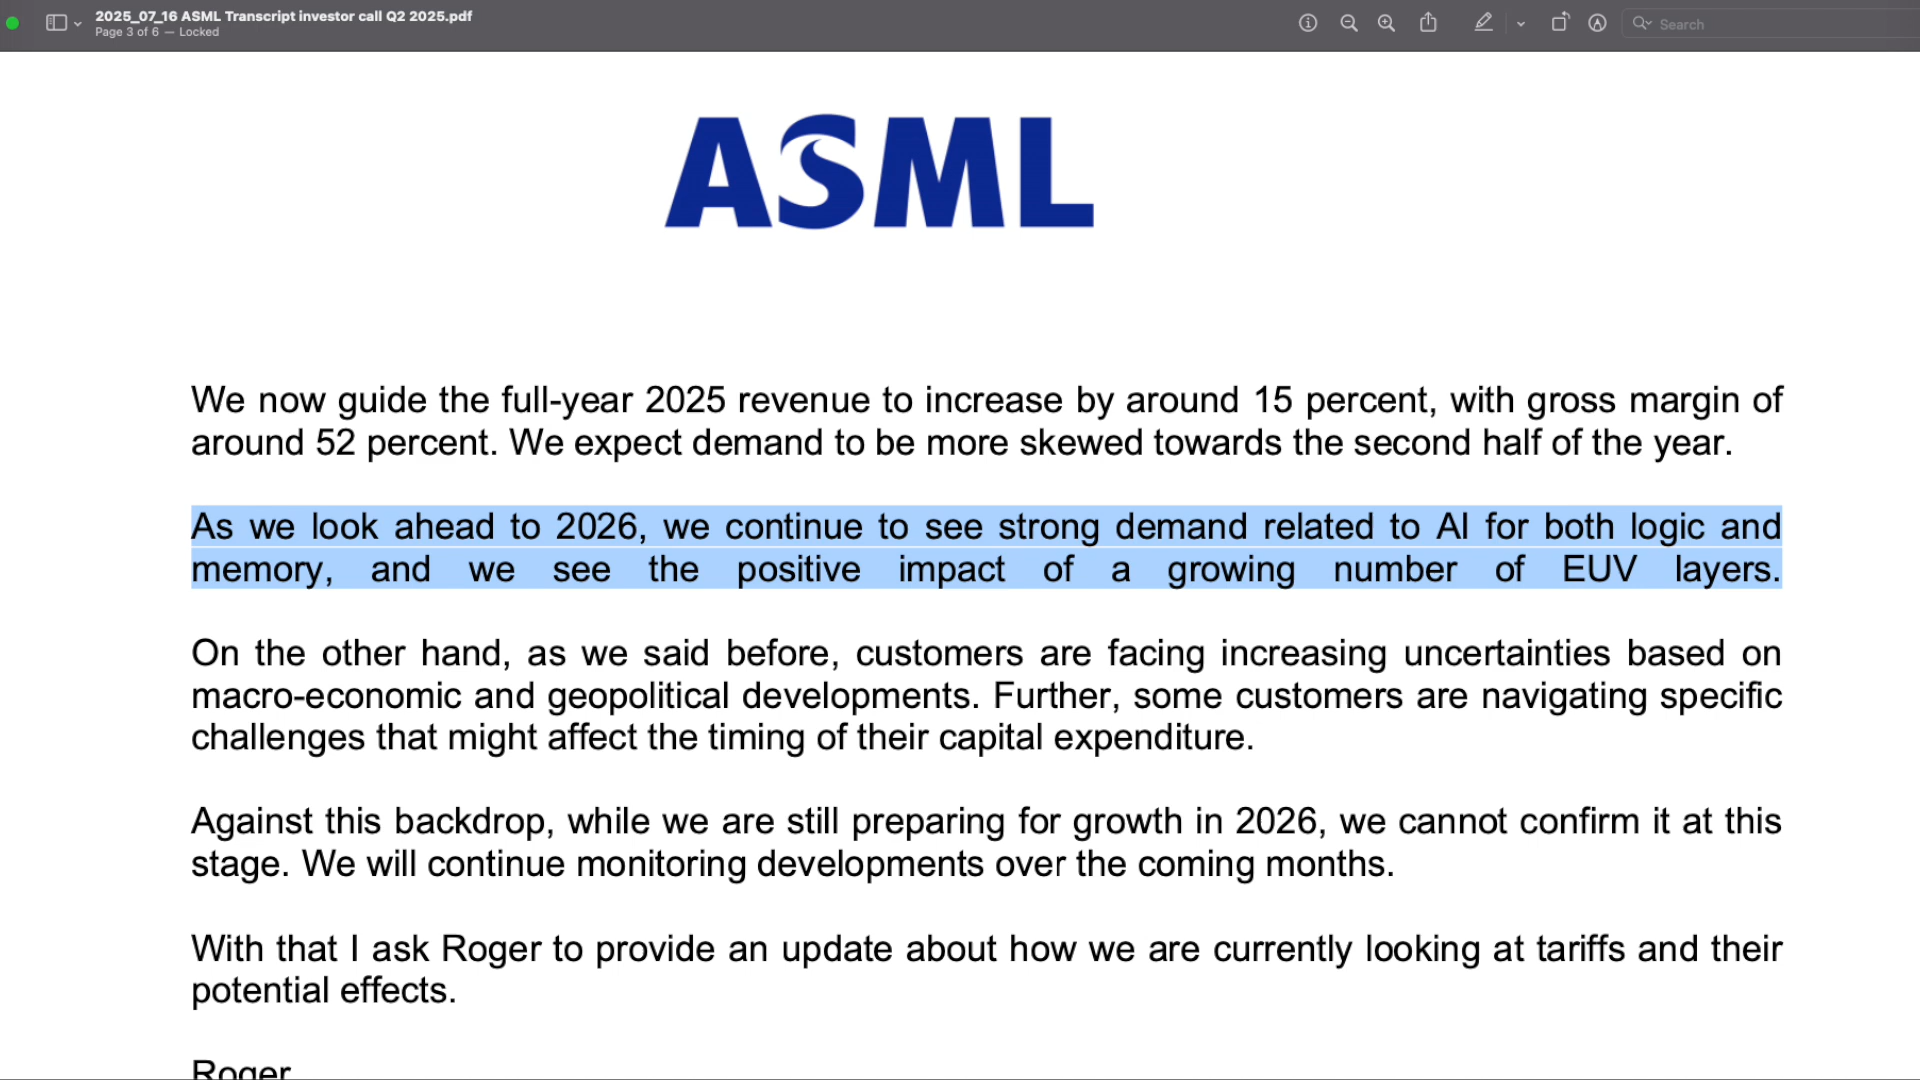 2025_07_16 ASML Transcript investor call Q2 2025.pdf
Page 3 of 6 — Locked
Search
ASML
We now guide the full-year 2025 revenue to increase by around 15 percent, with gross margin of
around 52 percent. We expect demand to be more skewed towards the second half of the year.
As we look ahead to 2026, we continue to see strong demand related to AI for both logic and
memory, and we see the positive impact of a growing number of EUV layers.
On the other hand, as we said before, customers are facing increasing uncertainties based on
macro-economic and geopolitical developments. Further, some customers are navigating specific
challenges that might affect the timing of their capital expenditure.
Against this backdrop, while we are still preparing for growth in 2026, we cannot confirm it at this
stage. We will continue monitoring developments over the coming months.
With that I ask Roger to provide an update about how we are currently looking at tariffs and their
potential effects.
Roger